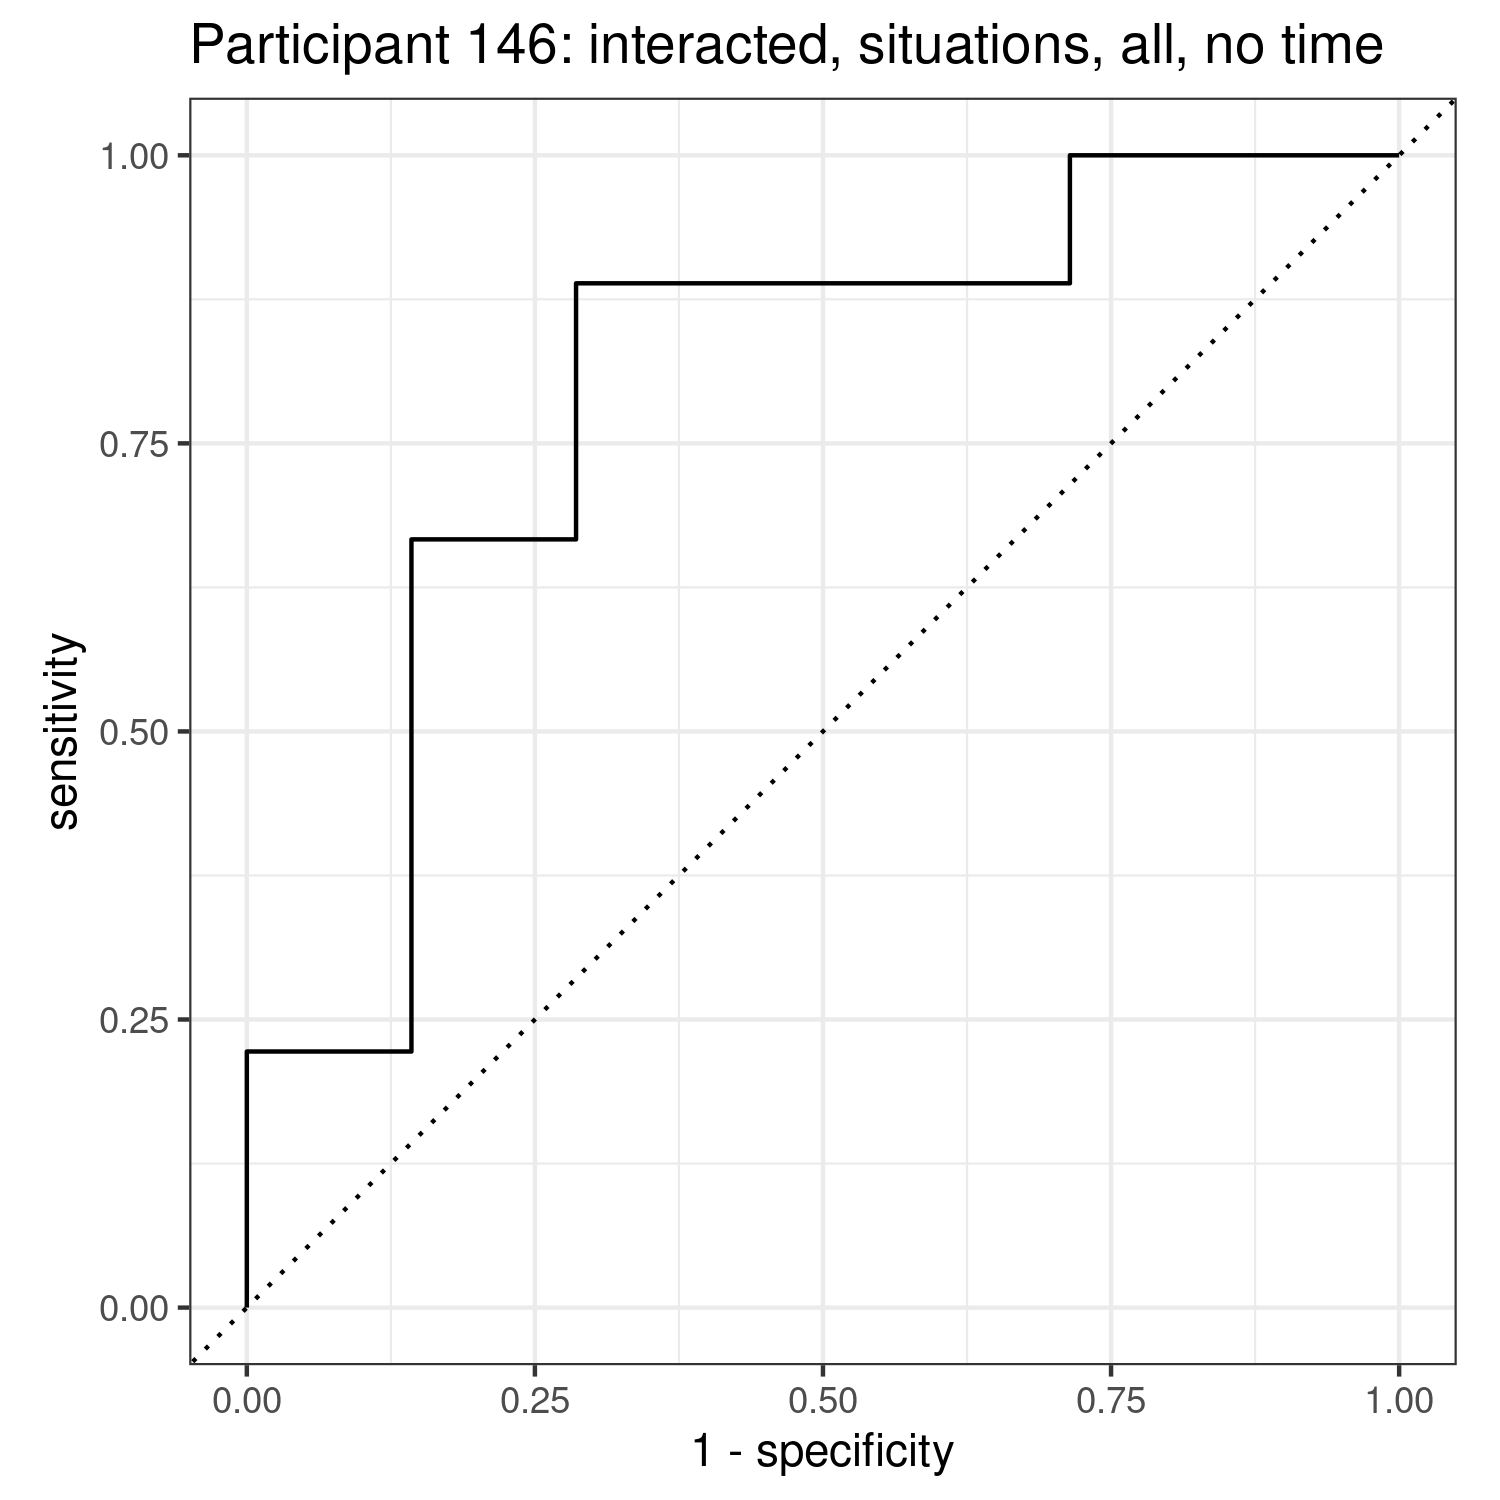 Participant 146: interacted, situations, all, no time
1.00
0.75
0.50
0.25
0.00
sensitivity
0.00 0.25 0.50 0.75 1.00
1 - specificity